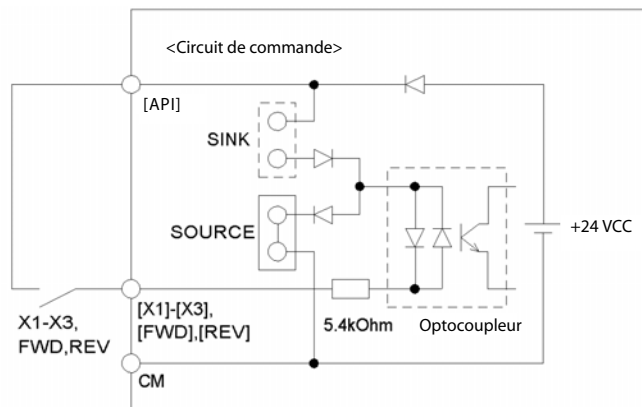 <Circuit de commande>
[API]
SINK
SOURCE
+24 VCC
X1-X3,
FWD,REV
[X1]-[X3],
[FWD],[REV]
5.4kOhm
Optocoupleur
CM